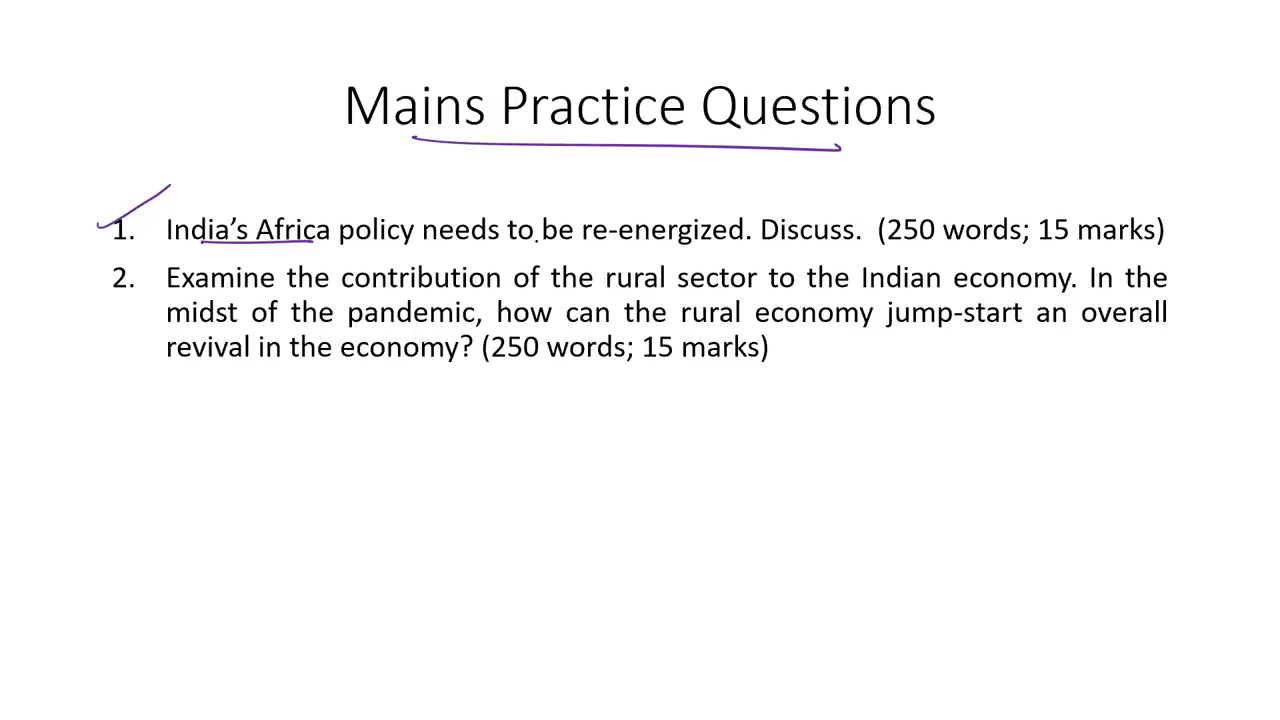 Mains Practice Questions
1. India’s Africa policy needs to be re-energized. Discuss. (250 words; 15 marks)
2. Examine the contribution of the rural sector to the Indian economy. In the
midst of the pandemic, how can the rural economy jump-start an overall
revival in the economy? (250 words; 15 marks)